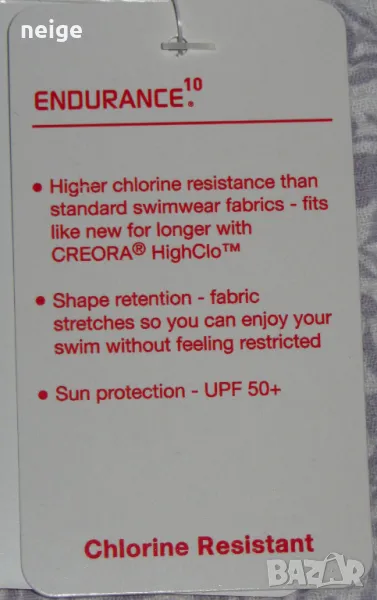 neige
ENDURANCE.10®
• Higher chlorine resistance than
standard swimwear fabrics - fits
like new for longer with
CREORA® HighClo™
• Shape retention - fabric
stretches so you can enjoy your
swim without feeling restricted
• Sun protection - UPF 50+
Chlorine Resistant
BAZAR